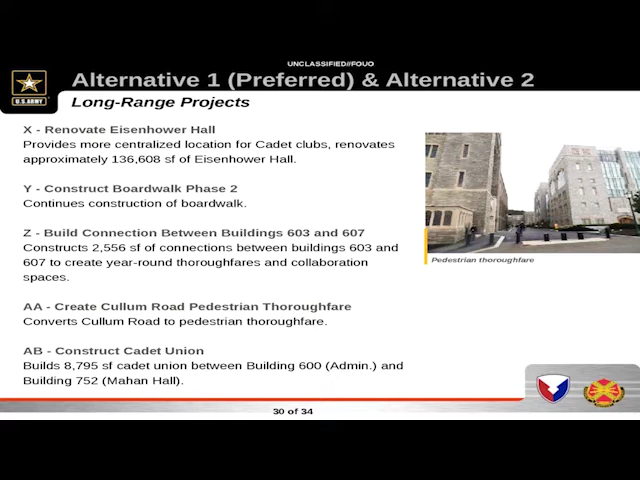 UNCLASSIFIED//FOUO
Alternative 1 (Preferred) & Alternative 2
U.S.ARMY
Long-Range Projects
X - Renovate Eisenhower Hall
Provides more centralized location for Cadet clubs, renovates
approximately 136,608 sf of Eisenhower Hall.
Y - Construct Boardwalk Phase 2
Continues construction of boardwalk.
Z - Build Connection Between Buildings 603 and 607
Constructs 2,556 sf of connections between buildings 603 and
607 to create year-round thoroughfares and collaboration
spaces.
Pedestrian thoroughfare
AA - Create Cullum Road Pedestrian Thoroughfare
Converts Cullum Road to pedestrian thoroughfare.
AB - Construct Cadet Union
Builds 8,795 sf cadet union between Building 600 (Admin.) and
Building 752 (Mahan Hall).
30 of 34